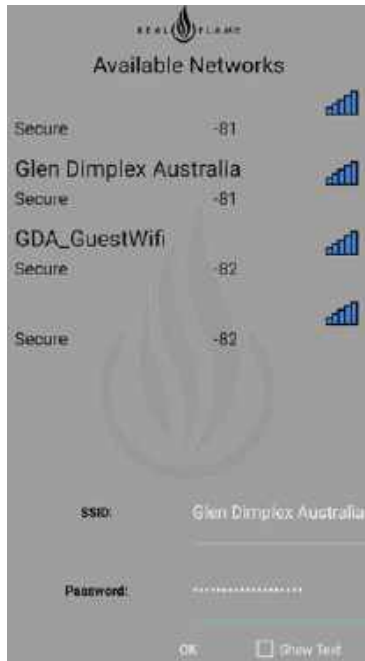 REAL FLAME
Available Networks
Secure -81
Glen Dimplex Australia
Secure -81
GDA_GuestWifi
Secure -82
Secure -82
SSID: Glen Dimplex Australia
Password: ••••••••••••••••••
OK Show Text